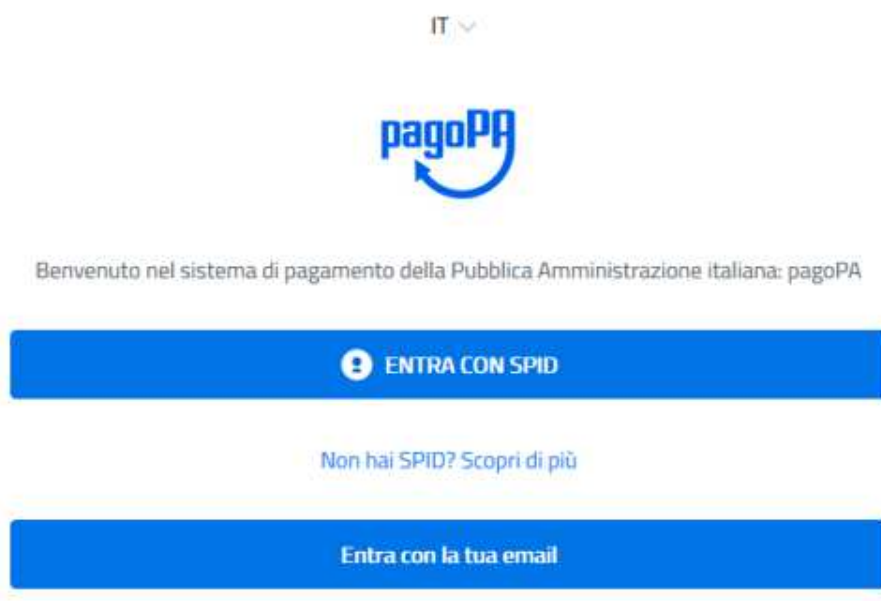 IT
pagoPA
Benvenuto nel sistema di pagamento della Pubblica Amministrazione italiana: pagoPA
ENTRA CON SPID
Non hai SPID? Scopri di più
Entra con la tua email